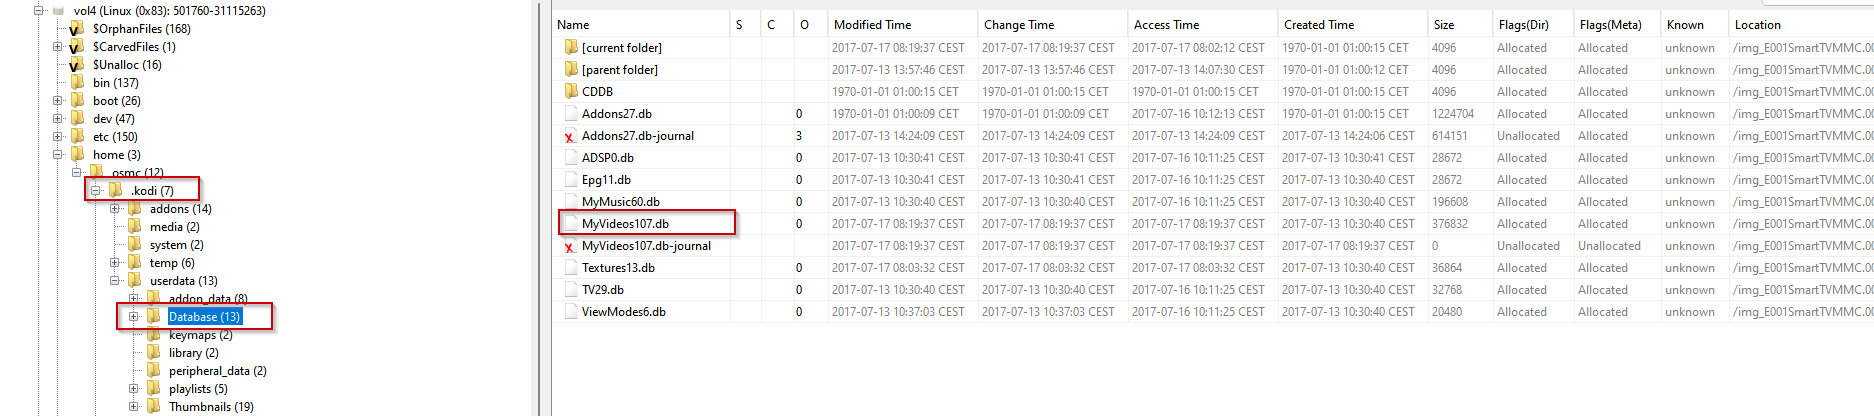 vol4 (Linux (0x83): 501760-31115263)
$OrphanFiles (168)
$CarvedFiles (1)
$Unalloc (16)
bin (137)
boot (26)
dev (47)
etc (150)
home (3)
osmc (12)
.kodi (7)
addons (14)
media (2)
system (2)
temp (6)
userdata (13)
addon_data (8)
Database (13)
keymaps (2)
library (2)
peripheral_data (2)
playlists (5)
Thumbnails (19)
Name S C O Modified Time Change Time Access Time Created Time Size Flags(Dir) Flags(Meta) Known Location
[current folder] 2017-07-17 08:19:37 CEST 2017-07-17 08:19:37 CEST 2017-07-17 08:02:12 CEST 1970-01-01 01:00:15 CET 4096 Allocated Allocated unknown /img_E001SmartTVMMC.00
[parent folder] 2017-07-13 13:57:46 CEST 2017-07-13 13:57:46 CEST 2017-07-13 14:07:30 CEST 1970-01-01 01:00:12 CET 4096 Allocated Allocated unknown /img_E001SmartTVMMC.00
CDDB 1970-01-01 01:00:15 CET 1970-01-01 01:00:15 CET 1970-01-01 01:00:15 CET 1970-01-01 01:00:15 CET 4096 Allocated Allocated unknown /img_E001SmartTVMMC.00
Addons27.db 0 1970-01-01 01:00:09 CET 1970-01-01 01:00:09 CET 2017-07-16 10:12:13 CEST 1970-01-01 01:00:15 CET 1224704 Allocated Allocated unknown /img_E001SmartTVMMC.00
Addons27.db-journal 3 2017-07-13 14:24:09 CEST 2017-07-13 14:24:09 CEST 2017-07-13 14:24:09 CEST 2017-07-13 14:24:06 CEST 614151 Unallocated Allocated unknown /img_E001SmartTVMMC.00
ADSP0.db 0 2017-07-13 10:30:41 CEST 2017-07-13 10:30:41 CEST 2017-07-16 10:11:25 CEST 2017-07-13 10:30:41 CEST 28672 Allocated Allocated unknown /img_E001SmartTVMMC.00
Epg11.db 0 2017-07-13 10:30:41 CEST 2017-07-13 10:30:41 CEST 2017-07-16 10:11:25 CEST 2017-07-13 10:30:40 CEST 28672 Allocated Allocated unknown /img_E001SmartTVMMC.00
MyMusic60.db 0 2017-07-13 10:30:40 CEST 2017-07-13 10:30:40 CEST 2017-07-16 10:11:25 CEST 2017-07-13 10:30:40 CEST 196608 Allocated Allocated unknown /img_E001SmartTVMMC.00
MyVideos107.db 0 2017-07-17 08:19:37 CEST 2017-07-17 08:19:37 CEST 2017-07-17 08:19:37 CEST 2017-07-13 10:30:40 CEST 376832 Allocated Allocated unknown /img_E001SmartTVMMC.00
MyVideos107.db-journal 2017-07-17 08:19:37 CEST 2017-07-17 08:19:37 CEST 2017-07-17 08:19:37 CEST 2017-07-17 08:19:37 CEST 0 Unallocated Unallocated unknown /img_E001SmartTVMMC.00
Textures13.db 0 2017-07-17 08:03:32 CEST 2017-07-17 08:03:32 CEST 2017-07-17 08:03:32 CEST 2017-07-13 10:30:40 CEST 36864 Allocated Allocated unknown /img_E001SmartTVMMC.00
TV29.db 0 2017-07-13 10:30:40 CEST 2017-07-13 10:30:40 CEST 2017-07-16 10:11:25 CEST 2017-07-13 10:30:40 CEST 32768 Allocated Allocated unknown /img_E001SmartTVMMC.00
ViewModes6.db 0 2017-07-13 10:37:03 CEST 2017-07-13 10:37:03 CEST 2017-07-16 10:11:25 CEST 2017-07-13 10:30:40 CEST 20480 Allocated Allocated unknown /img_E001SmartTVMMC.00